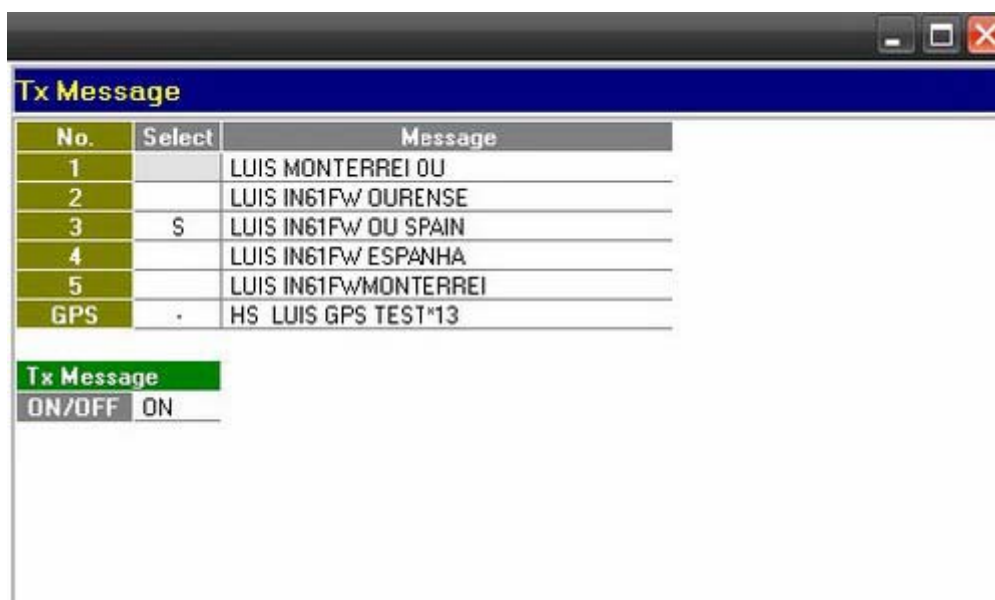 Tx Message
No. Select Message
1 LUIS MONTERREI OU
2 LUIS IN61FW OURENSE
3 S LUIS IN61FW OU SPAIN
4 LUIS IN61FW ESPANHA
5 LUIS IN61FWMONTERREI
GPS - HS LUIS GPS TEST*13
Tx Message
ON/OFF ON